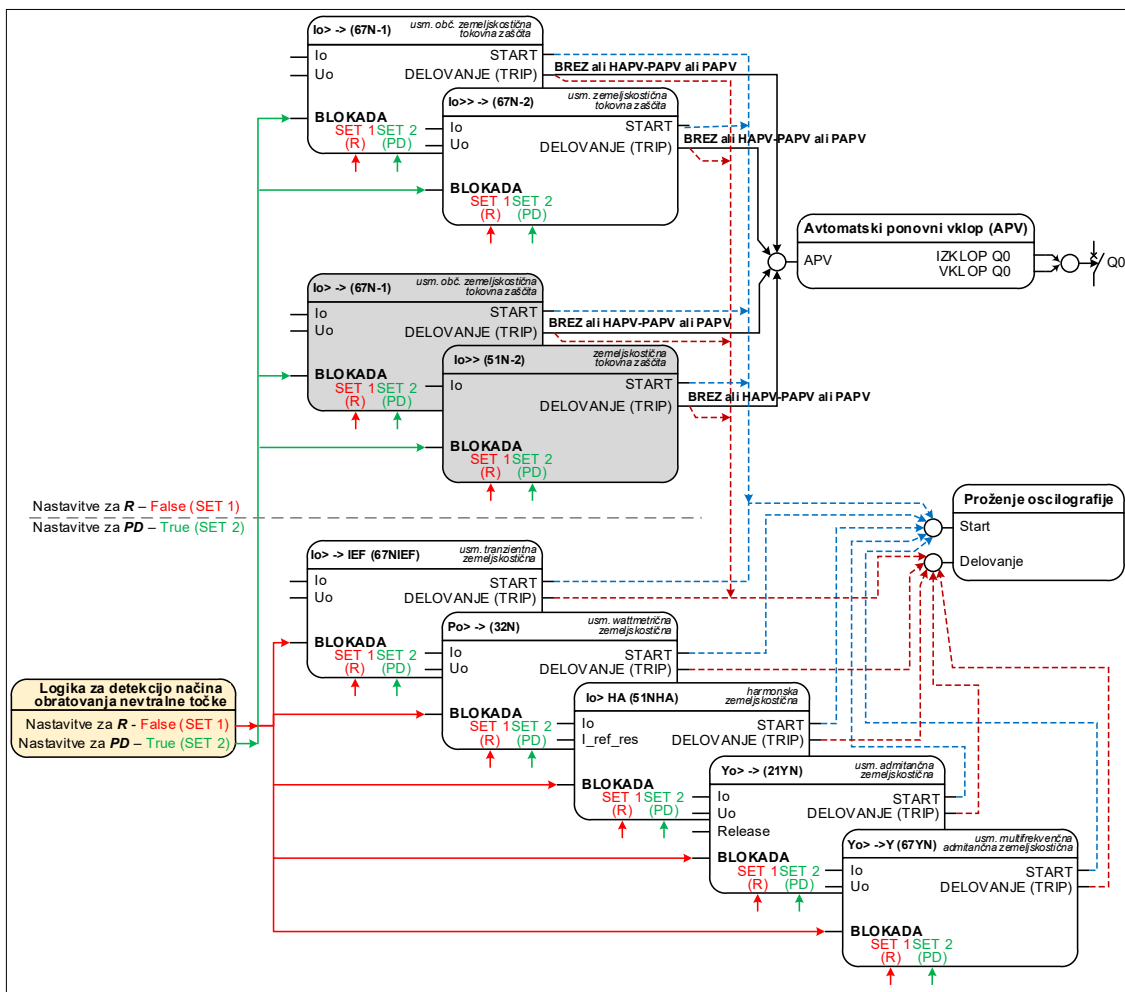 Io> -> (67N-1)
usm. obč. zemeljskostična
tokovna zaščita
Io
Uo
START
DELOVANJE (TRIP)
BLOKADA
SET 1 SET 2
(R) (PD)
BREZ ali HAPV-PAPV ali PAPV
Io>> -> (67N-2)
usm. zemeljskostična
tokovna zaščita
Io
Uo
START
DELOVANJE (TRIP)
BLOKADA
SET 1 SET 2
(R) (PD)
BREZ ali HAPV-PAPV ali PAPV
Avtomatski ponovni vklop (APV)
APV
IZKLOP Q0
VKLOP Q0
Q0
Io> -> (67N-1)
usm. obč. zemeljskostična
tokovna zaščita
Io
Uo
START
DELOVANJE (TRIP)
BLOKADA
SET 1 SET 2
(R) (PD)
BREZ ali HAPV-PAPV ali PAPV
Io>> (51N-2)
zemeljskostična
tokovna zaščita
Io
START
DELOVANJE (TRIP)
BLOKADA
SET 1 SET 2
(R) (PD)
BREZ ali HAPV-PAPV ali PAPV
Nastavitve za R – False (SET 1)
Nastavitve za PD – True (SET 2)
Proženje oscilografije
Start
Delovanje
Io> -> IEF (67NIEF)
usm. tranzientna
zemeljskostična
Io
Uo
START
DELOVANJE (TRIP)
BLOKADA
SET 1 SET 2
(R) (PD)
Po> -> (32N)
usm. wattmetrična
zemeljskostična
Io
Uo
START
DELOVANJE (TRIP)
BLOKADA
SET 1 SET 2
(R) (PD)
Logika za detekcijo načina
obratovanja nevtralne točke
Nastavitve za R - False (SET 1)
Nastavitve za PD – True (SET 2)
Io> HA (51NHA)
harmonska
zemeljskostična
Io
I_ref_res
START
DELOVANJE (TRIP)
BLOKADA
SET 1 SET 2
(R) (PD)
Yo> -> (21YN)
usm. admitančna
zemeljskostična
Io
Uo
Release
START
DELOVANJE (TRIP)
BLOKADA
SET 1 SET 2
(R) (PD)
Yo> ->Y (67YN)
usm. multifrekvenčna
admitančna zemeljskostična
Io
Uo
START
DELOVANJE (TRIP)
BLOKADA
SET 1 SET 2
(R) (PD)